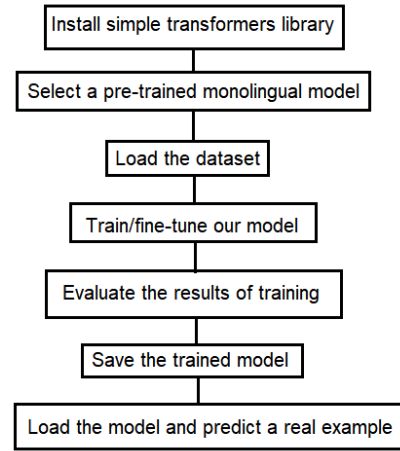 Install simple transformers library
Select a pre-trained monolingual model
Load the dataset
Train/fine-tune our model
Evaluate the results of training
Save the trained model
Load the model and predict a real example